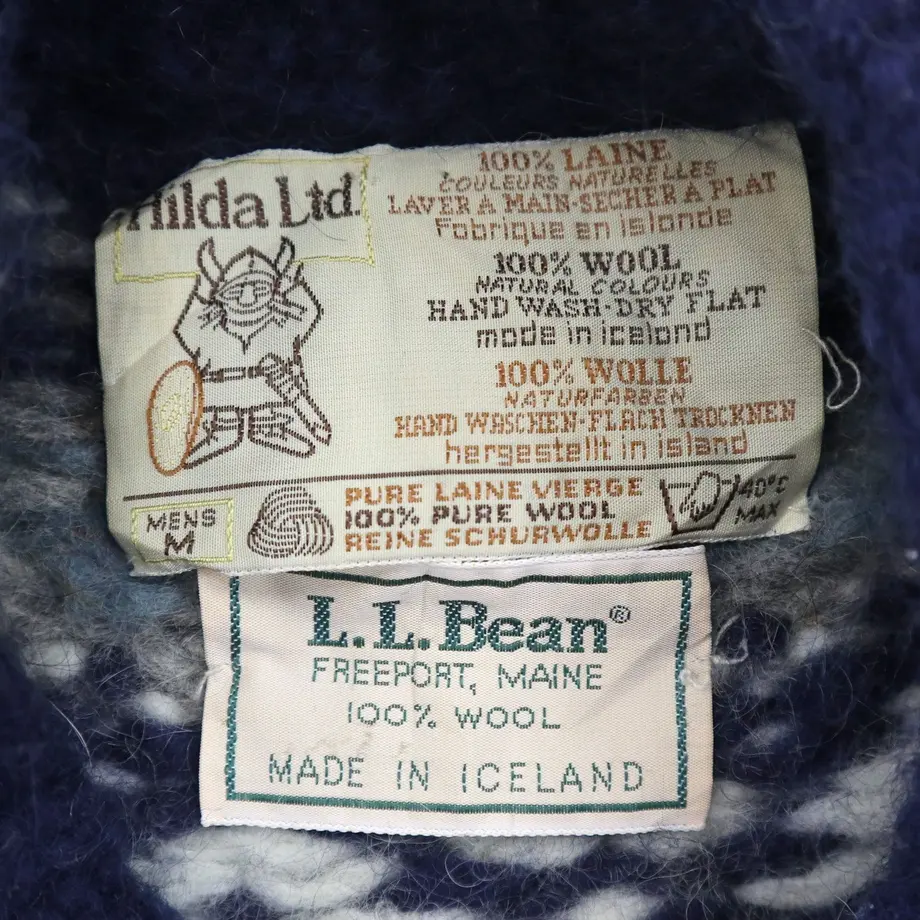 Hilda Ltd.
100% LAINE
COULEURS NATURELLES
LAVER A MAIN-SECHER A PLAT
Fabrique en islande
100% WOOL
NATURAL COLOURS
HAND WASH-DRY FLAT
made in iceland
100% WOLLE
NATURFARBEN
HAND WASCHEN-FLACH TROCKNEN
hergestellt in island
MENS
M
PURE LAINE VIERGE
100% PURE WOOL
REINE SCHURWOLLE
40°C
MAX
L.L.Bean®
FREEPORT, MAINE
100% WOOL
MADE IN ICELAND